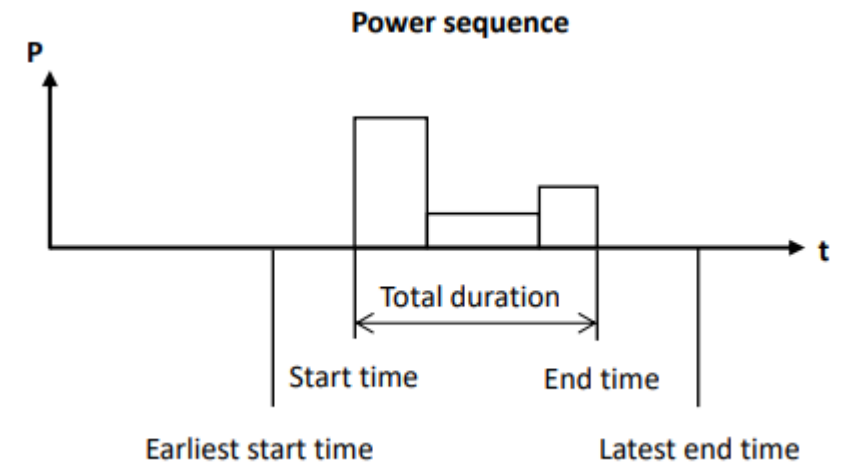 Power sequence
P
t
Total duration
Start time
End time
Earliest start time
Latest end time